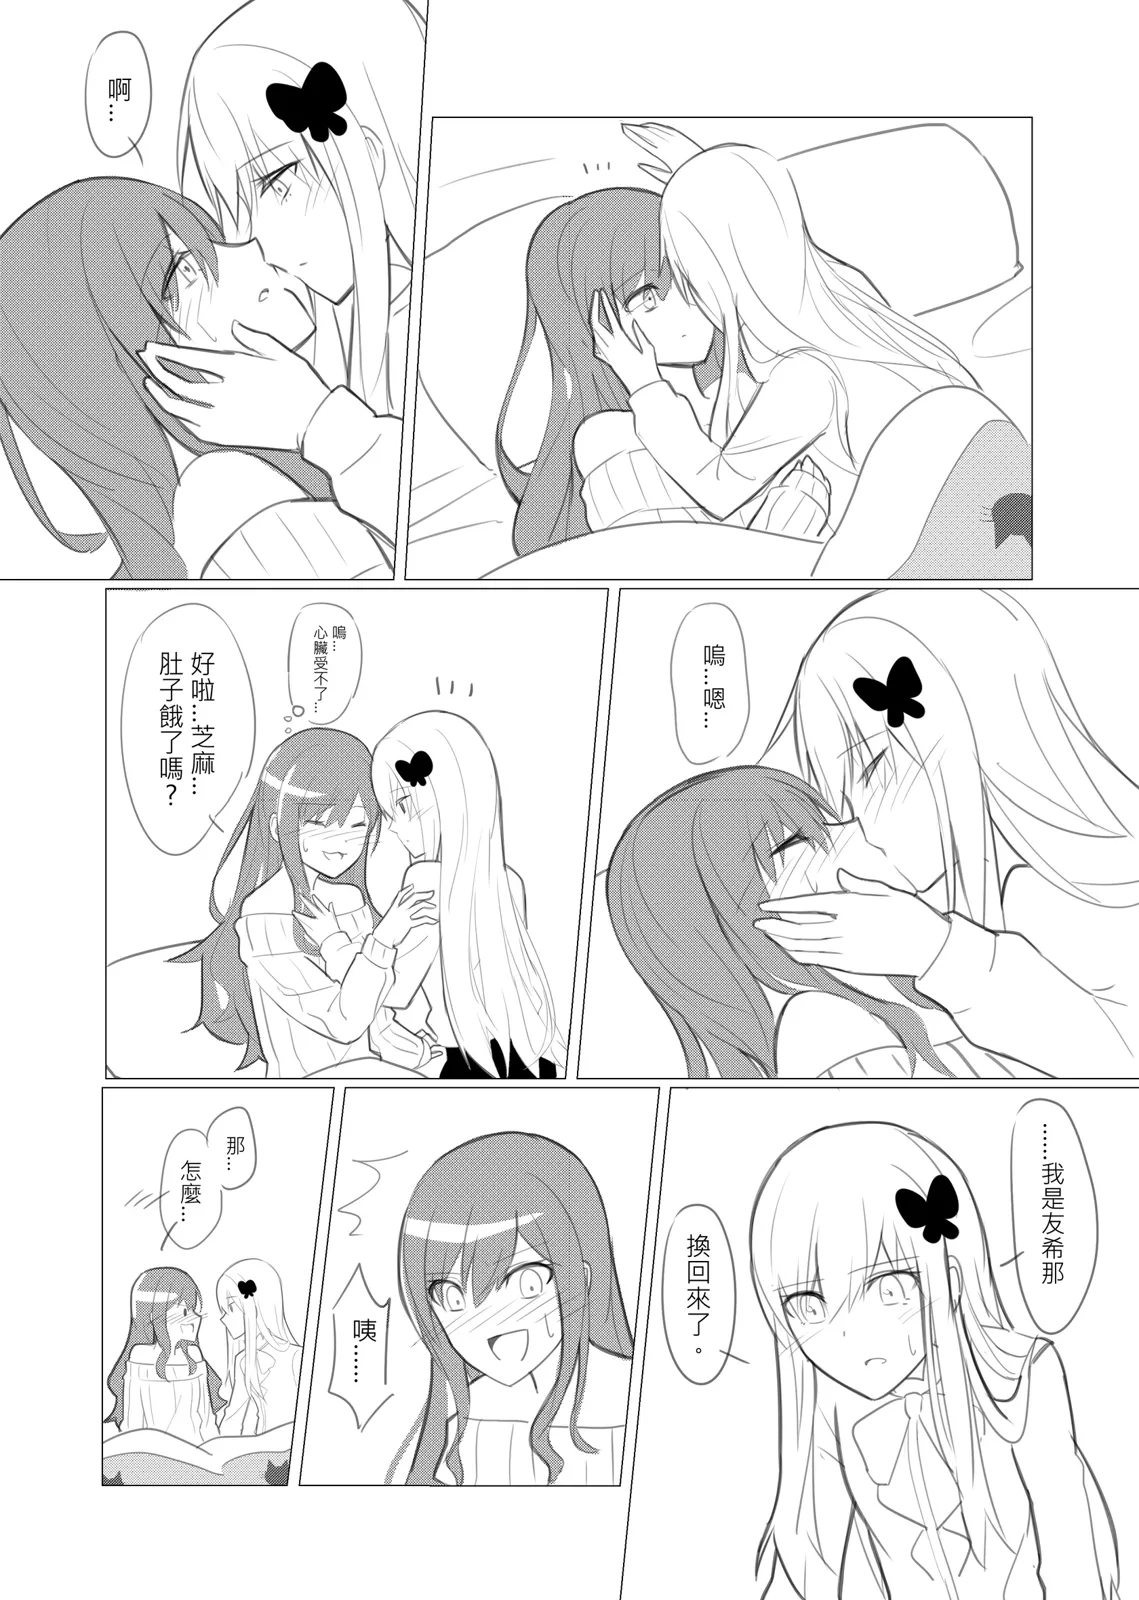 啊…
嗚…嗯…
嗚…
心臟受不了…
好啦…芝麻…
肚子餓了嗎？
……我是友希那
換回來了。
咦……
那…
怎麼…